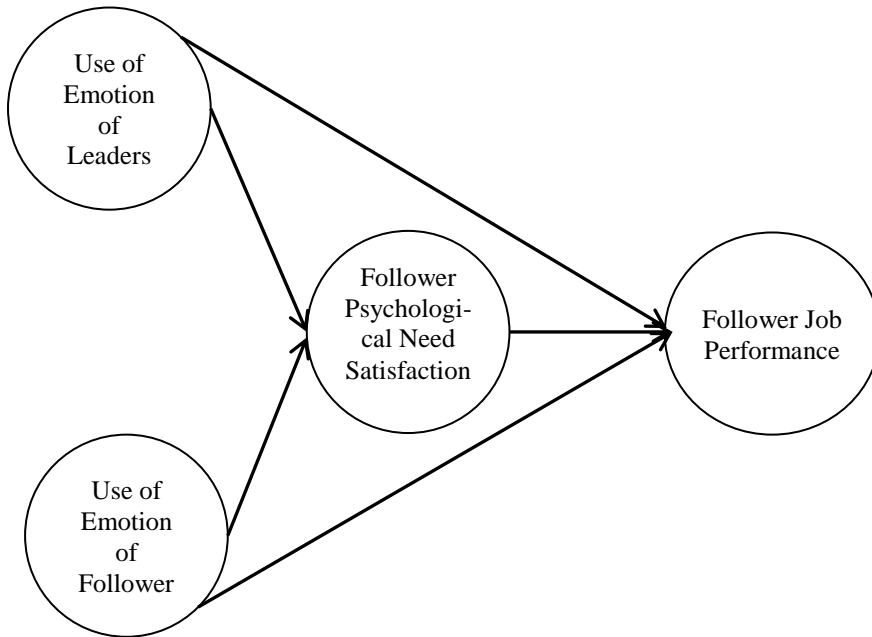 Use of
Emotion
of
Leaders
Follower
Psychologi-
cal Need
Satisfaction
Follower Job
Performance
Use of
Emotion
of
Follower